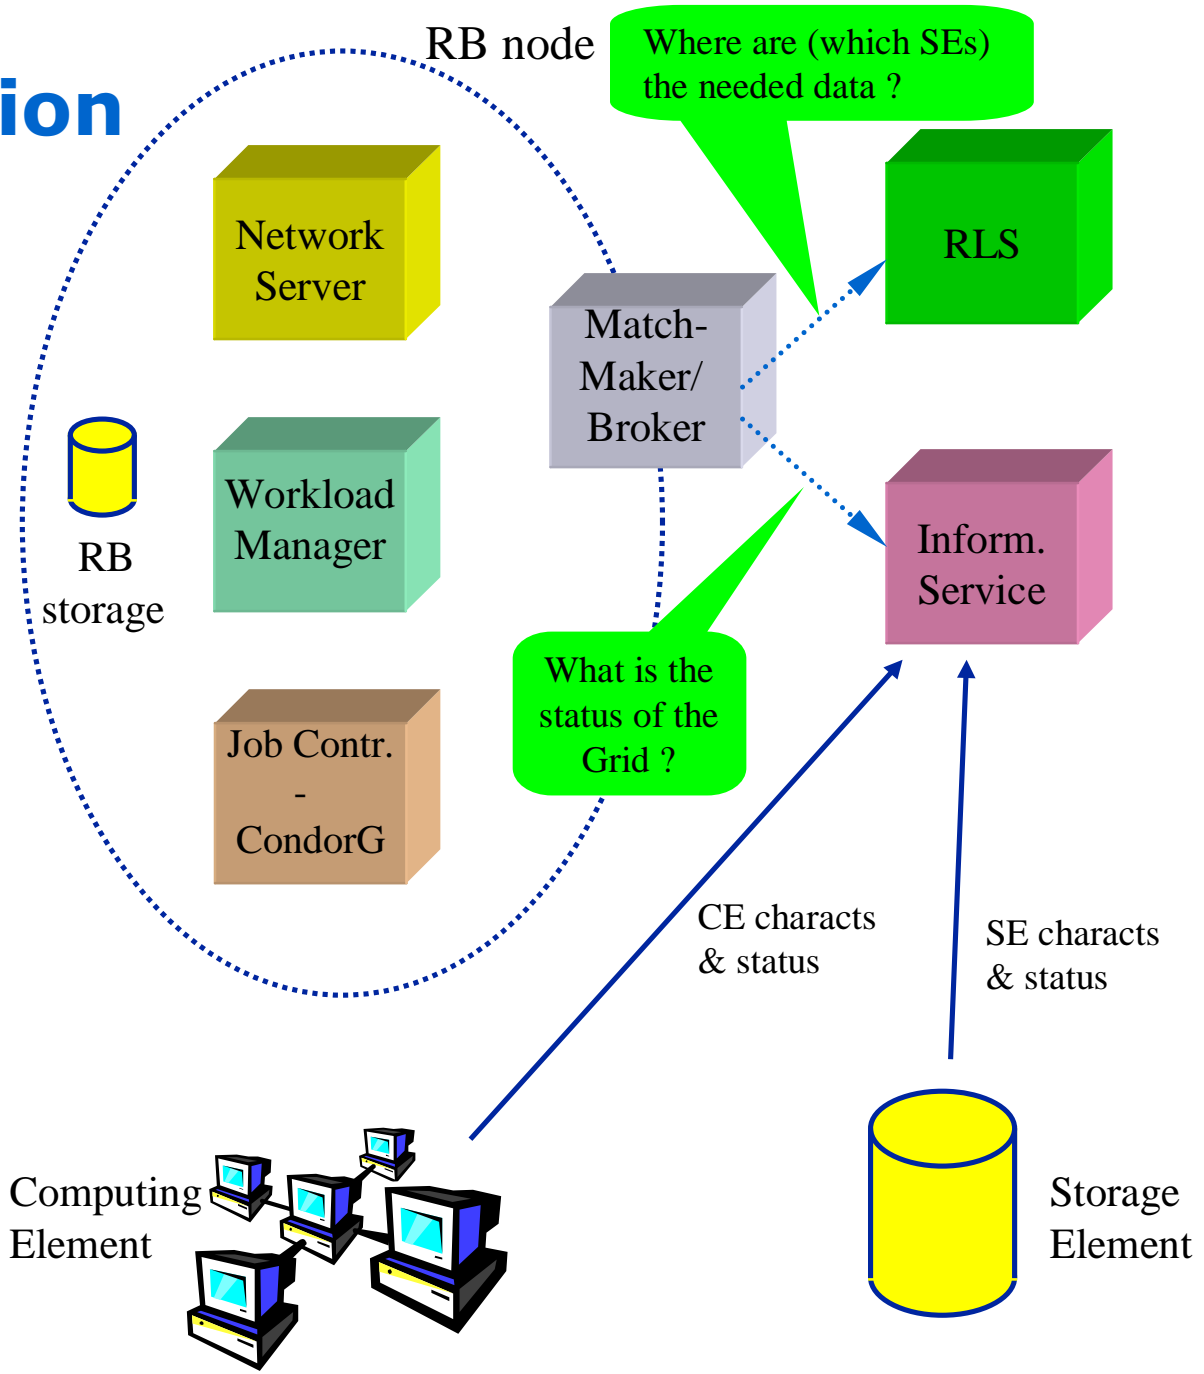 RB node
Where are (which SEs)
the needed data ?
ion
Network
Server
RLS
Match-
Maker/
Broker
Workload
Manager
RB
storage
Inform.
Service
What is the
status of the
Grid ?
Job Contr.
-
CondorG
CE characts
& status
SE characts
& status
Computing
Element
Storage
Element